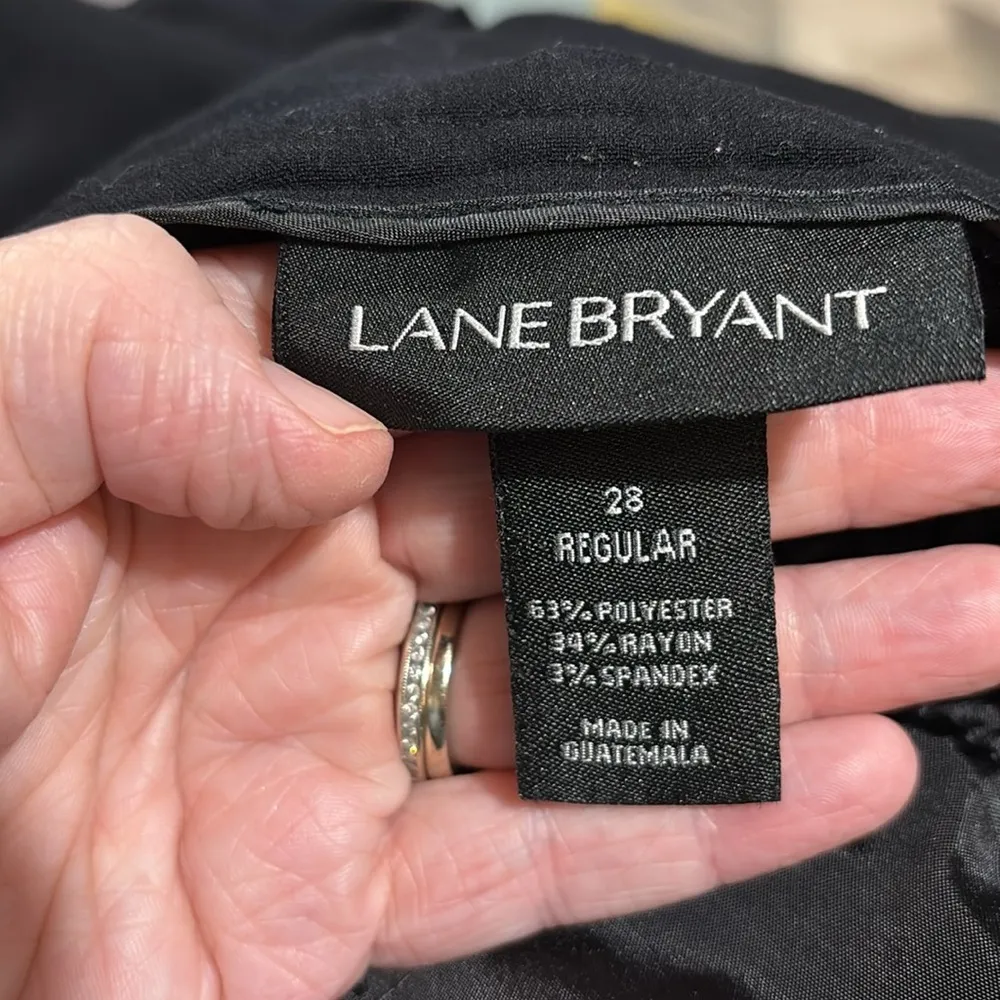 LANE BRYANT
28
REGULAR
63% POLYESTER
34% RAYON
3% SPANDEX
MADE IN
GUATEMALA